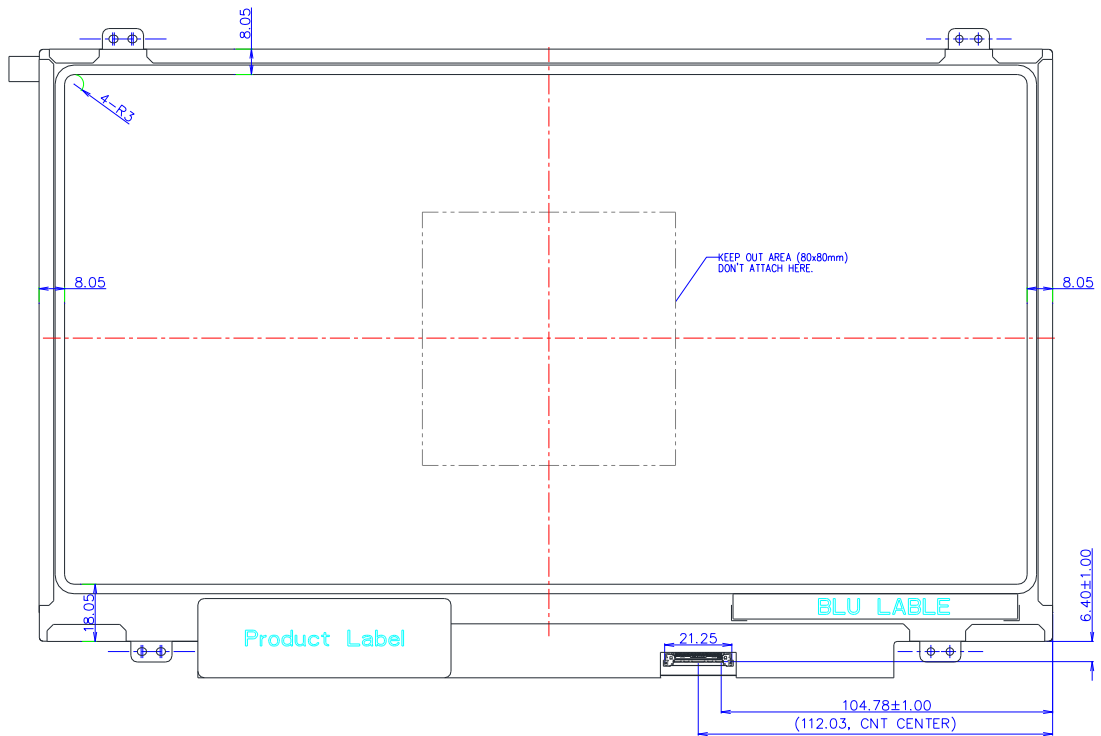 8.05
4-R3
KEEP OUT AREA (80x80mm)
DON'T ATTACH HERE.
8.05
8.05
18.05
BLU LABLE
6.40±1.00
Product Label
21.25
104.78±1.00
(112.03, CNT CENTER)